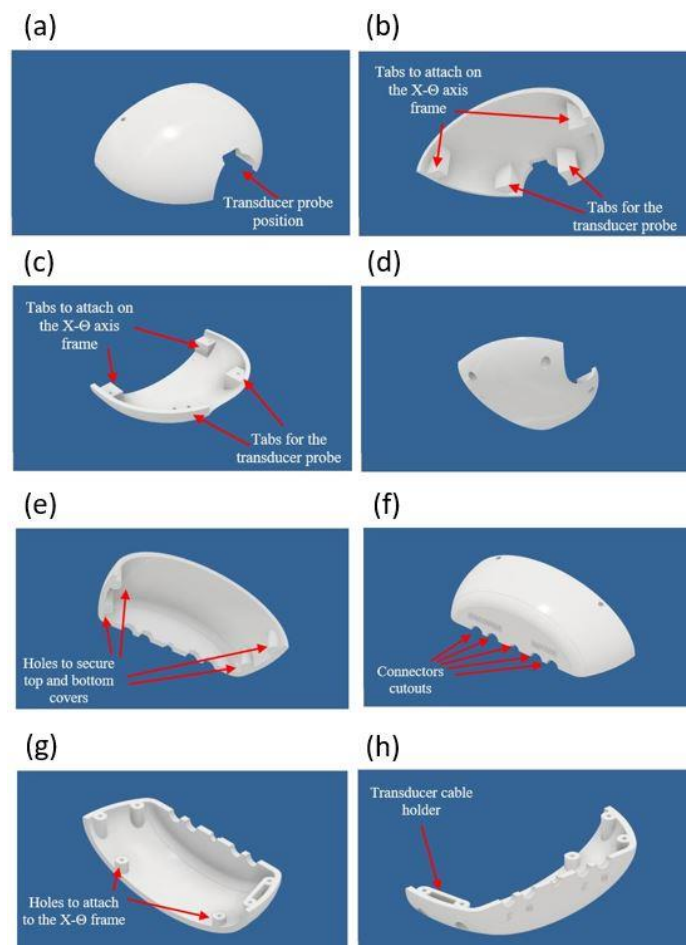 (a)
Transducer probe
position
(b)
Tabs to attach on
the X-Θ axis
frame
Tabs for the
transducer probe
(c)
Tabs to attach on
the X-Θ axis
frame
Tabs for the
transducer probe
(d)
(e)
Holes to secure
top and bottom
covers
(f)
Connectors
cutouts
(g)
Holes to attach
to the X-Θ frame
(h)
Transducer cable
holder